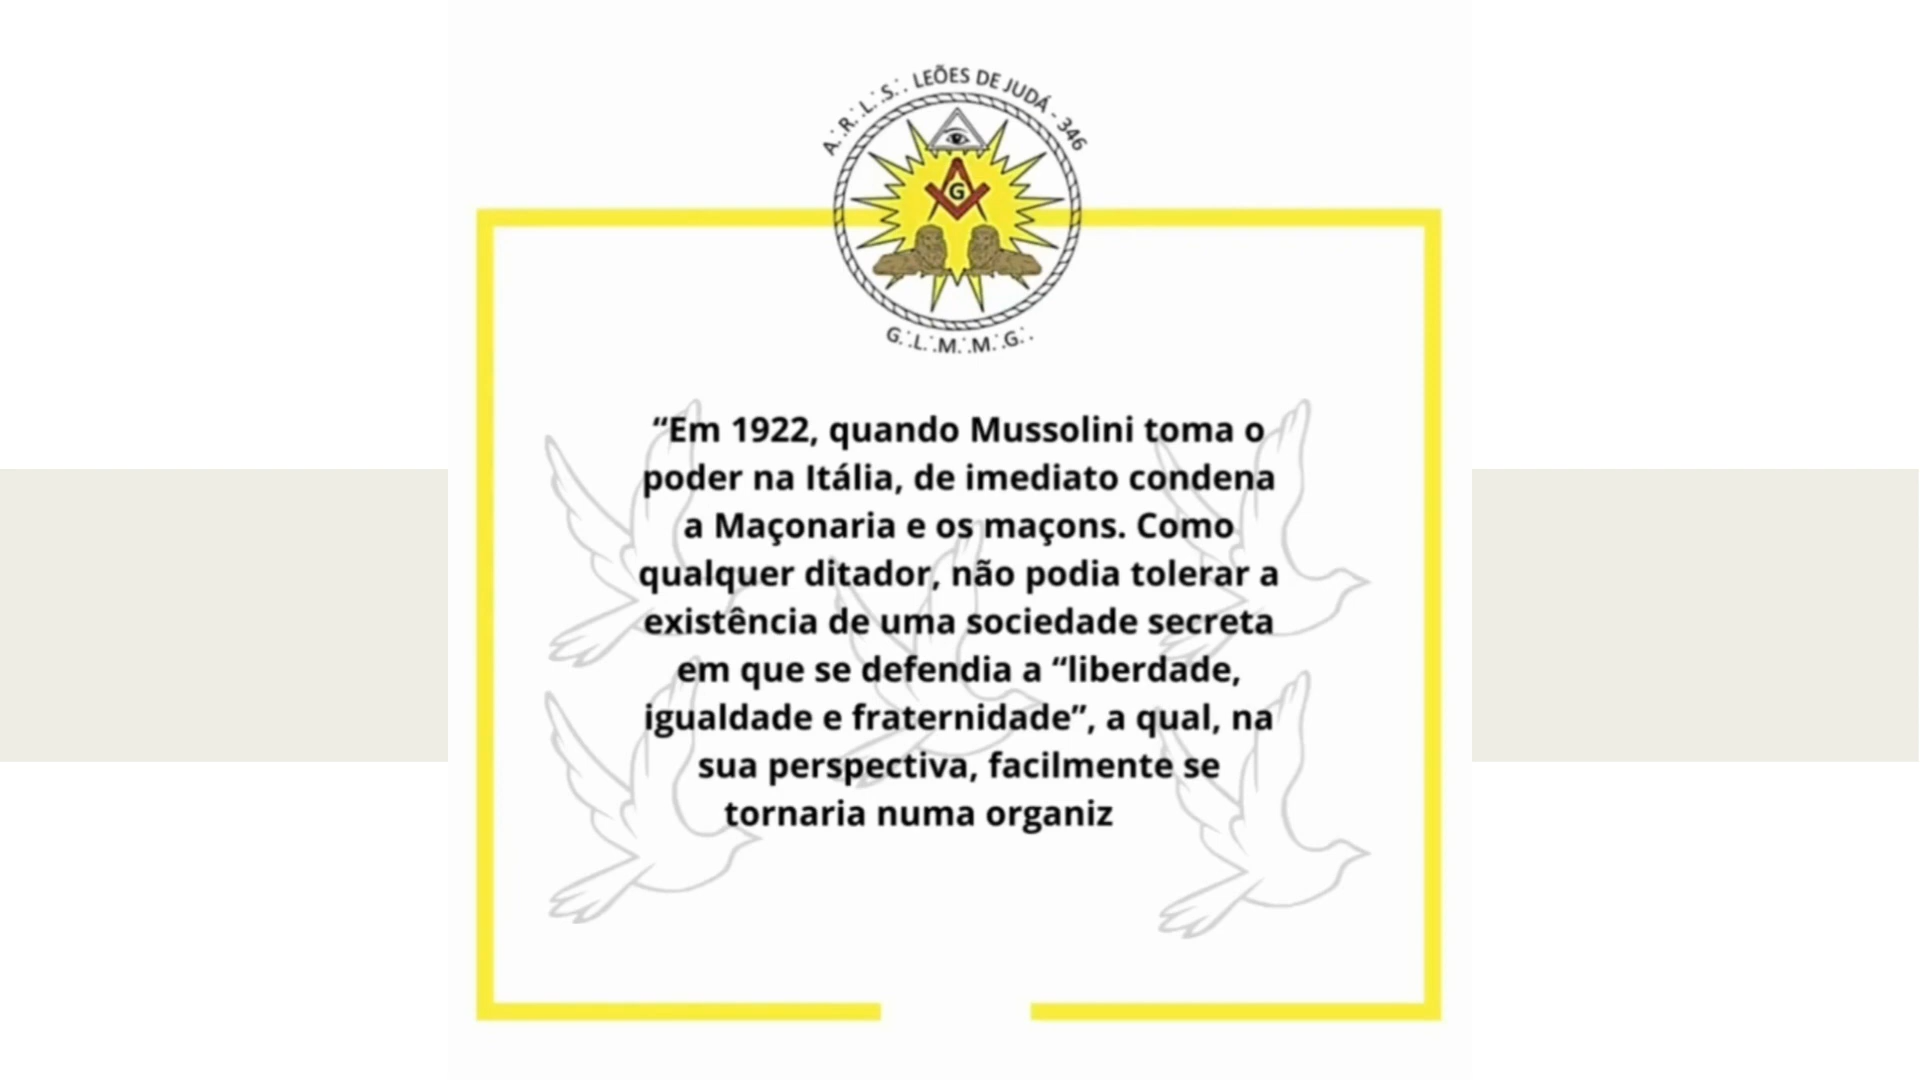 A∴R∴L∴S∴ LEÕES DE JUDÁ - 346
G
G∴L∴M∴M∴G∴
“Em 1922, quando Mussolini toma o
poder na Itália, de imediato condena
a Maçonaria e os maçons. Como
qualquer ditador, não podia tolerar a
existência de uma sociedade secreta
em que se defendia a “liberdade,
igualdade e fraternidade”, a qual, na
sua perspectiva, facilmente se
tornaria numa organiz